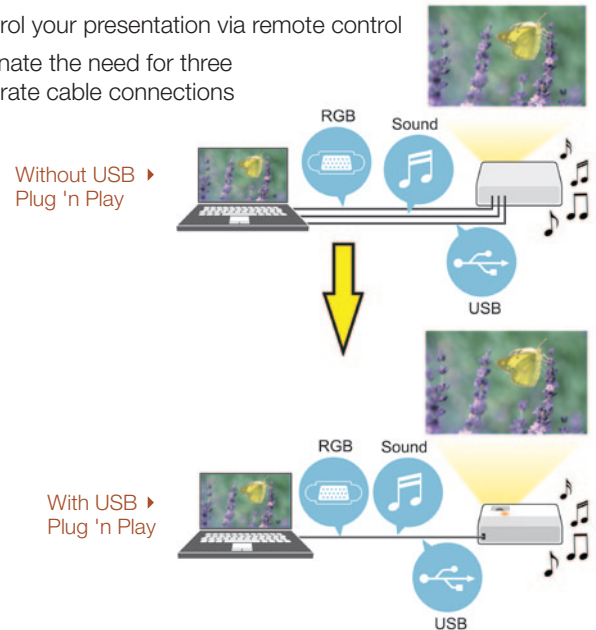 rol your presentation via remote control
nate the need for three
rate cable connections
RGB
Sound
Without USB ▸
Plug 'n Play
USB
RGB
Sound
With USB ▸
Plug 'n Play
USB